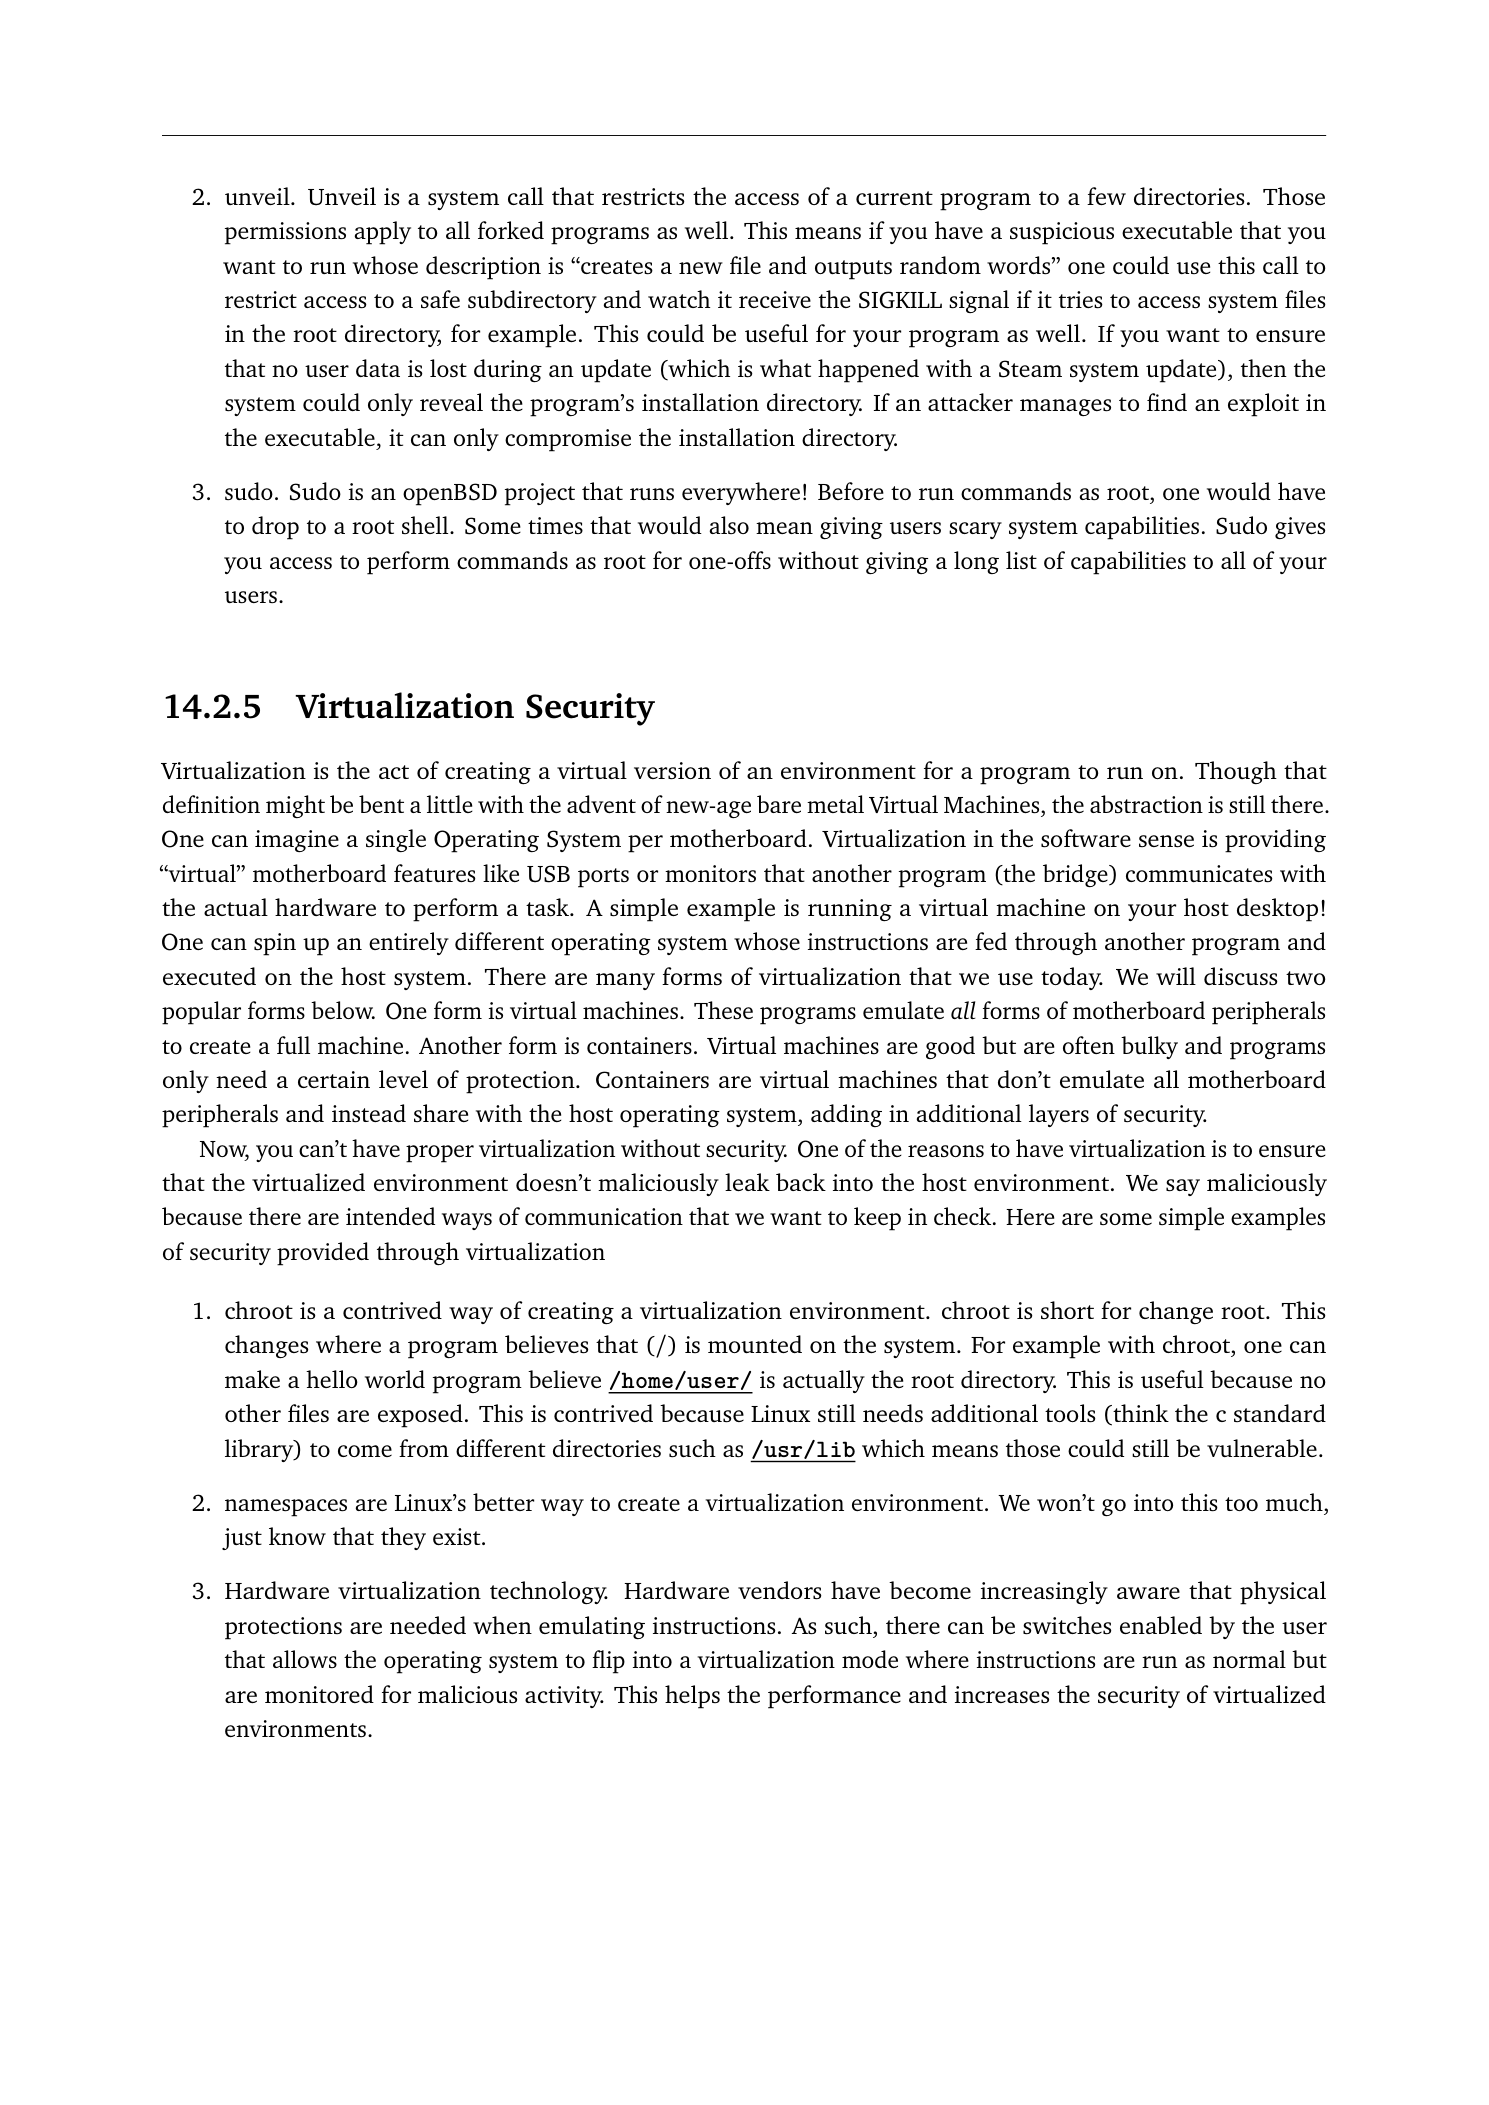 2. unveil. Unveil is a system call that restricts the access of a current program to a few directories. Those
permissions apply to all forked programs as well. This means if you have a suspicious executable that you
want to run whose description is “creates a new file and outputs random words” one could use this call to
restrict access to a safe subdirectory and watch it receive the SIGKILL signal if it tries to access system files
in the root directory, for example. This could be useful for your program as well. If you want to ensure
that no user data is lost during an update (which is what happened with a Steam system update), then the
system could only reveal the program’s installation directory. If an attacker manages to find an exploit in
the executable, it can only compromise the installation directory.
3. sudo. Sudo is an openBSD project that runs everywhere! Before to run commands as root, one would have
to drop to a root shell. Some times that would also mean giving users scary system capabilities. Sudo gives
you access to perform commands as root for one-offs without giving a long list of capabilities to all of your
users.
14.2.5 Virtualization Security
Virtualization is the act of creating a virtual version of an environment for a program to run on. Though that
definition might be bent a little with the advent of new-age bare metal Virtual Machines, the abstraction is still there.
One can imagine a single Operating System per motherboard. Virtualization in the software sense is providing
“virtual” motherboard features like USB ports or monitors that another program (the bridge) communicates with
the actual hardware to perform a task. A simple example is running a virtual machine on your host desktop!
One can spin up an entirely different operating system whose instructions are fed through another program and
executed on the host system. There are many forms of virtualization that we use today. We will discuss two
popular forms below. One form is virtual machines. These programs emulate all forms of motherboard peripherals
to create a full machine. Another form is containers. Virtual machines are good but are often bulky and programs
only need a certain level of protection. Containers are virtual machines that don’t emulate all motherboard
peripherals and instead share with the host operating system, adding in additional layers of security.
Now, you can’t have proper virtualization without security. One of the reasons to have virtualization is to ensure
that the virtualized environment doesn’t maliciously leak back into the host environment. We say maliciously
because there are intended ways of communication that we want to keep in check. Here are some simple examples
of security provided through virtualization
1. chroot is a contrived way of creating a virtualization environment. chroot is short for change root. This
changes where a program believes that (/) is mounted on the system. For example with chroot, one can
make a hello world program believe /home/user/ is actually the root directory. This is useful because no
other files are exposed. This is contrived because Linux still needs additional tools (think the c standard
library) to come from different directories such as /usr/lib which means those could still be vulnerable.
2. namespaces are Linux’s better way to create a virtualization environment. We won’t go into this too much,
just know that they exist.
3. Hardware virtualization technology. Hardware vendors have become increasingly aware that physical
protections are needed when emulating instructions. As such, there can be switches enabled by the user
that allows the operating system to flip into a virtualization mode where instructions are run as normal but
are monitored for malicious activity. This helps the performance and increases the security of virtualized
environments.